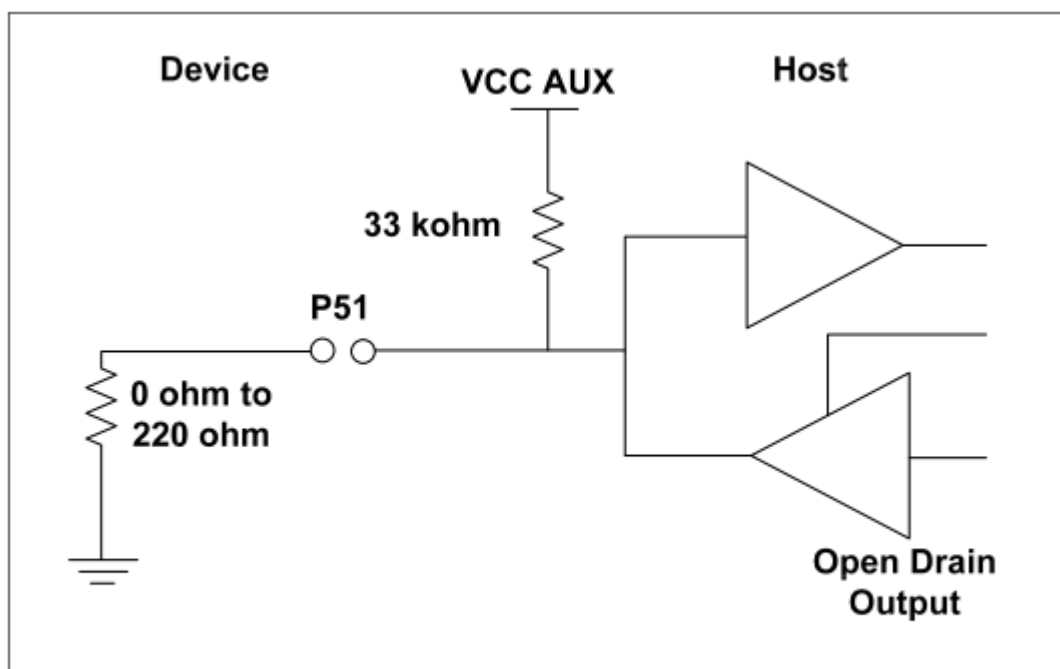 Device
VCC AUX
Host
33 kohm
P51
0 ohm to
220 ohm
Open Drain
Output